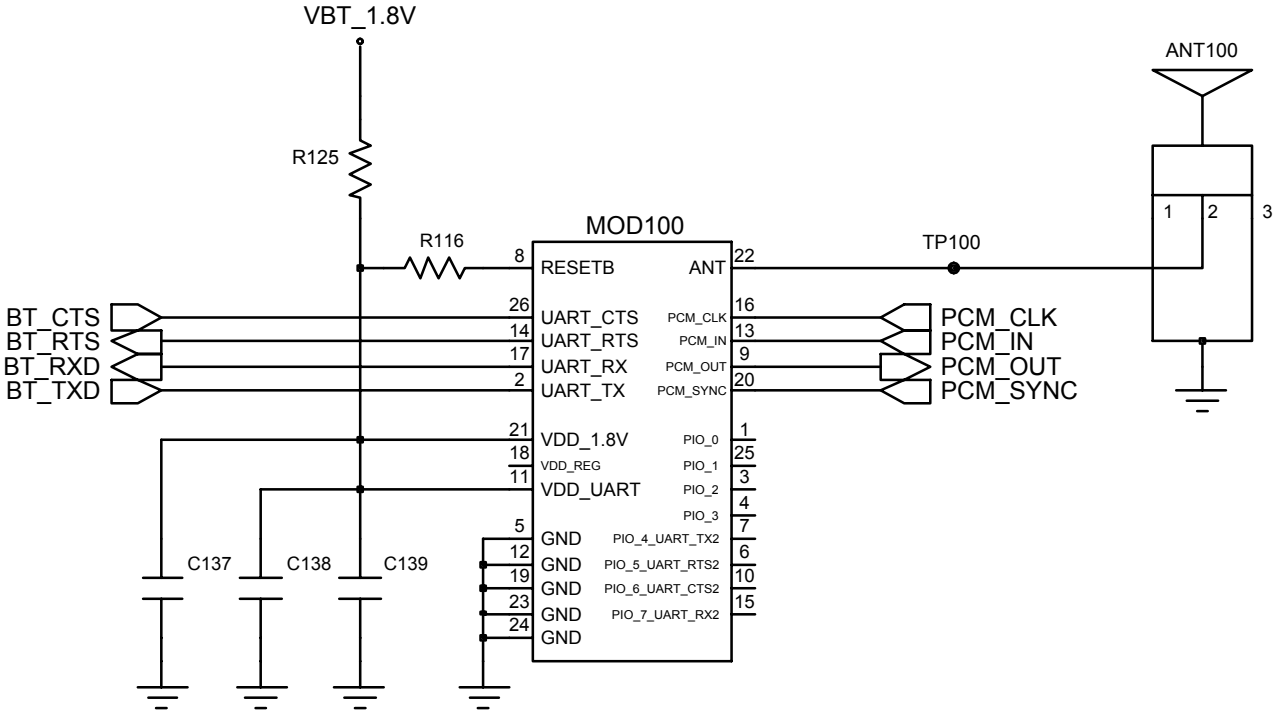 VBT_1.8V
ANT100
R125
1 2 3
MOD100
R116
TP100
8 RESETB ANT 22
BT_CTS 26 UART_CTS PCM_CLK 16 PCM_CLK
BT_RTS 14 UART_RTS PCM_IN 13 PCM_IN
BT_RXD 17 UART_RX PCM_OUT 9 PCM_OUT
BT_TXD 2 UART_TX PCM_SYNC 20 PCM_SYNC
21 VDD_1.8V PIO_0 1
18 VDD_REG PIO_1 25
11 VDD_UART PIO_2 3
PIO_3 4
5 GND PIO_4_UART_TX2 7
C137 C138 C139 12 GND PIO_5_UART_RTS2 6
19 GND PIO_6_UART_CTS2 10
23 GND PIO_7_UART_RX2 15
24 GND